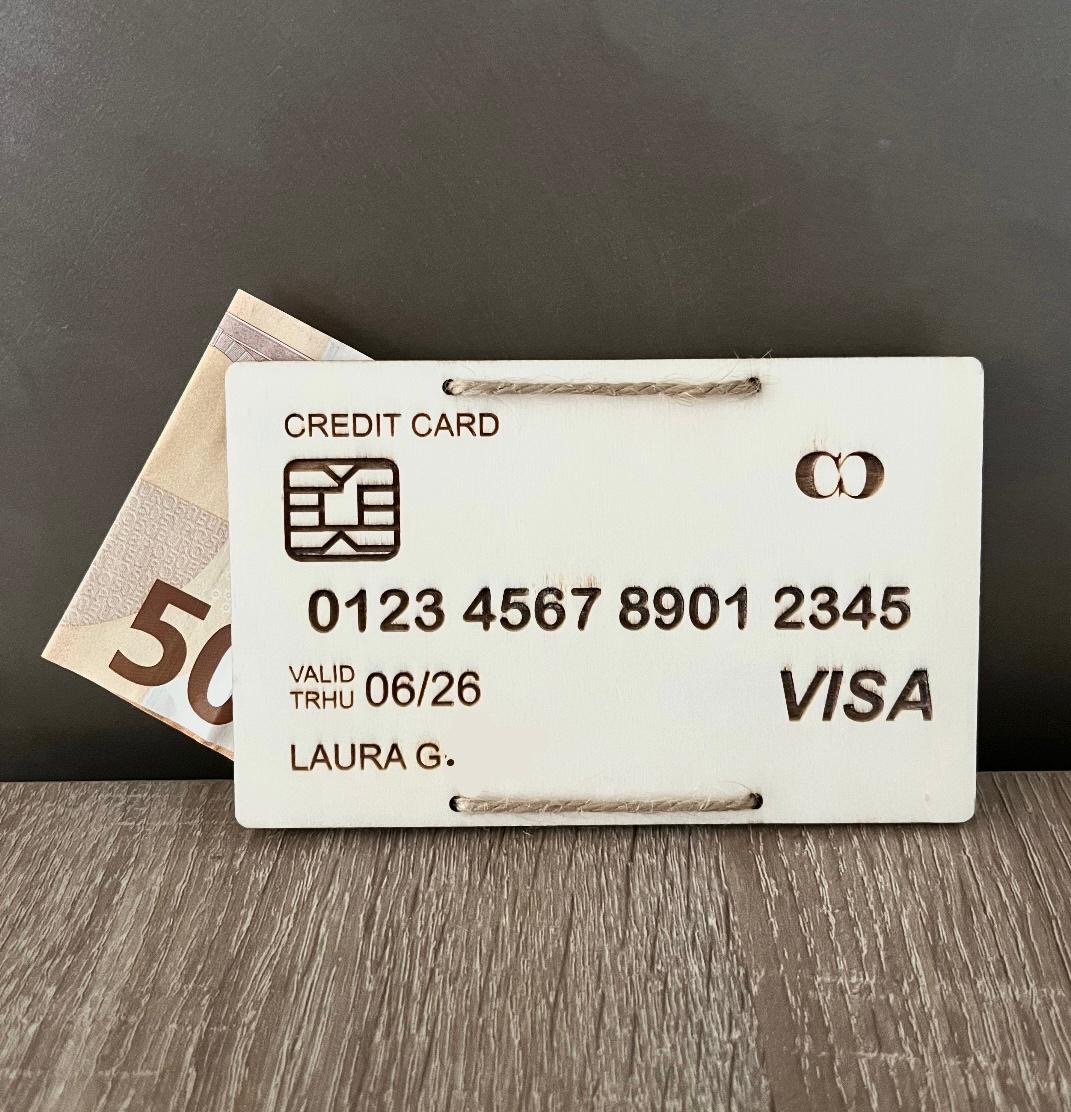 CREDIT CARD
0123 4567 8901 2345
VALID
TRHU 06/26
VISA
LAURA G.
50